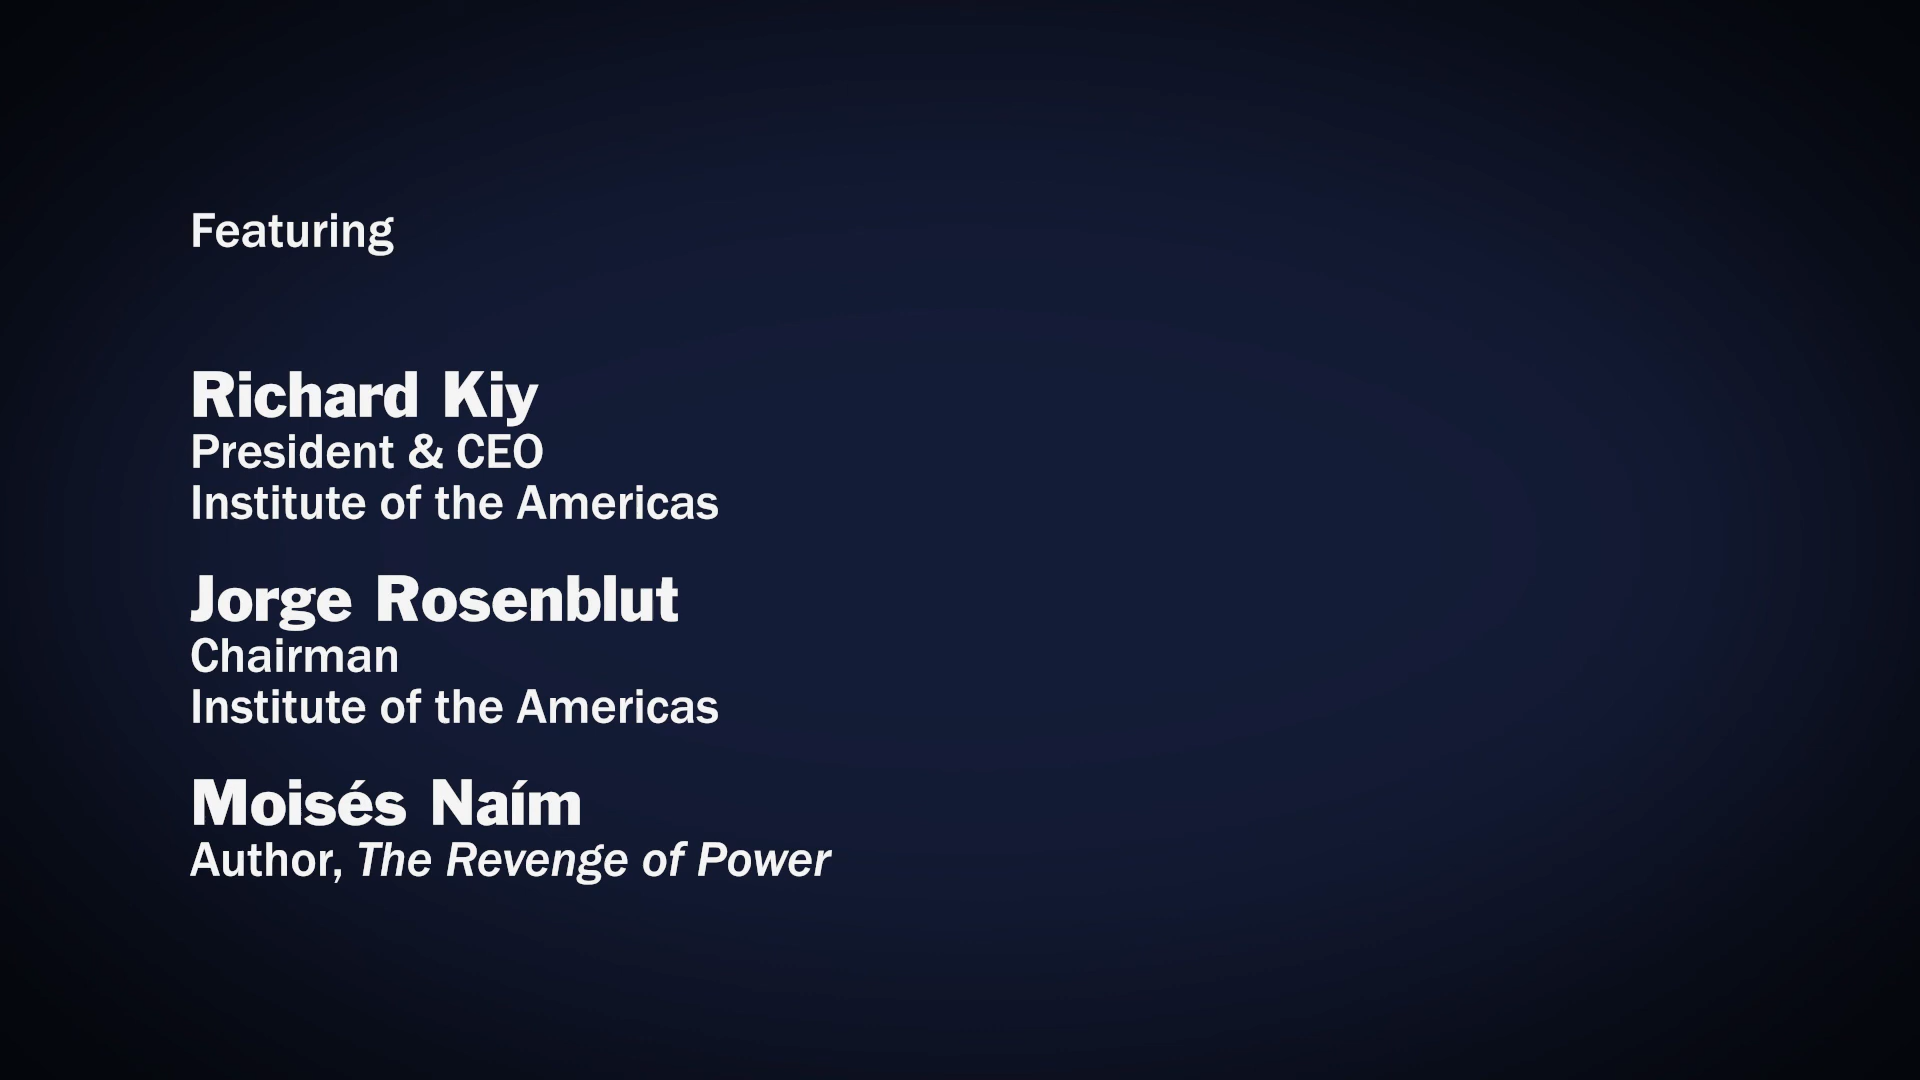 Featuring
Richard Kiy
President & CEO
Institute of the Americas
Jorge Rosenblut
Chairman
Institute of the Americas
Moisés Naím
Author, The Revenge of Power